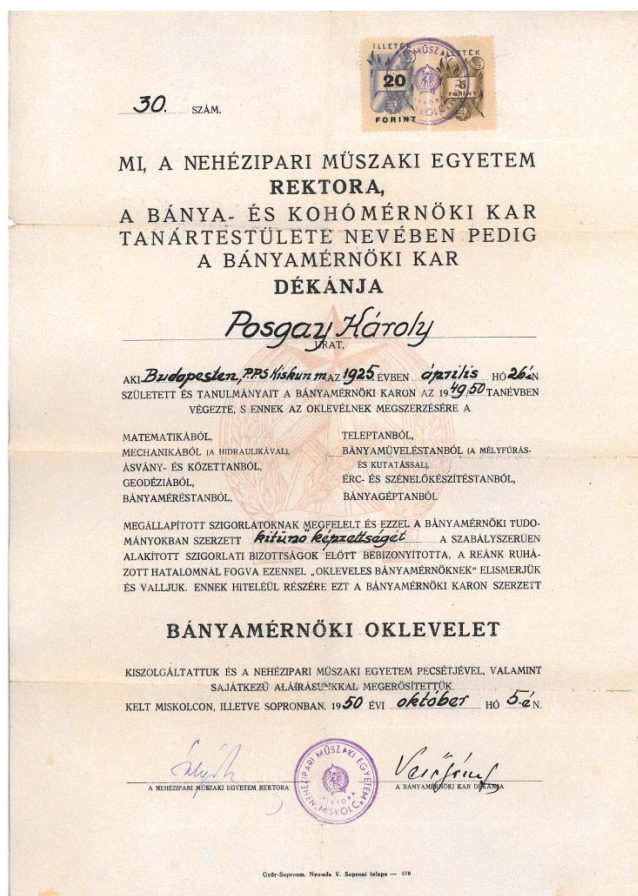 ILLETÉK
20
FORINT
30. SZÁM.
MI, A NEHÉZIPARI MŰSZAKI EGYETEM
REKTORA,
A BÁNYA- ÉS KOHÓMÉRNÖKI KAR
TANÁRTESTÜLETE NEVÉBEN PEDIG
A BÁNYAMÉRNÖKI KAR
DÉKÁNJA
Posgay Károly
URAT,
AKI Budapesten, P.P.S. Kiskun m AZ 1925. ÉVBEN április HÓ 26 ÁN
SZÜLETETT ÉS TANULMÁNYAIT A BÁNYAMÉRNÖKI KARON AZ 1949/50 TANÉVBEN
VÉGEZTE, S ENNEK AZ OKLEVÉLNEK MEGSZERZÉSÉRE A
MATEMATIKÁBÓL,
MECHANIKÁBÓL (A HIDRAULIKÁVAL),
ÁSVÁNY- ÉS KŐZETTANBÓL,
GEODÉZIÁBÓL,
BÁNYAMÉRÉSTANBÓL,
TELEPTANBÓL,
BÁNYAMŰVELÉSTANBÓL (A MÉLYFÚRÁS-
ÉS KUTATÁSSAL),
ÉRC- ÉS SZÉNELŐKÉSZÍTÉSTANBÓL,
BÁNYAGÉPTANBÓL
MEGÁLLAPÍTOTT SZIGORLATOKNAK MEGFELELT ÉS EZZEL A BÁNYAMÉRNÖKI TUDO-
MÁNYOKBAN SZERZETT kitünő képzettségét A SZABÁLYSZERŰEN
ALAKÍTOTT SZIGORLATI BIZOTTSÁGOK ELŐTT BEBIZONYÍTOTTA, A REÁNK RUHÁ-
ZOTT HATALOMNÁL FOGVA EZENNEL „OKLEVELES BÁNYAMÉRNÖKNEK" ELISMERJÜK
ÉS VALLJUK. ENNEK HITELÉÜL RÉSZÉRE EZT A BÁNYAMÉRNÖKI KARON SZERZETT
BÁNYAMÉRNÖKI OKLEVELET
KISZOLGÁLTATTUK ÉS A NEHÉZIPARI MŰSZAKI EGYETEM PECSÉTJÉVEL, VALAMINT
SAJÁTKEZŰ ALÁÍRÁSUNKKAL MEGERŐSÍTETTÜK.
KELT MISKOLCON, ILLETVE SOPRONBAN, 1950 ÉVI október HÓ 5-én.
NEHÉZIPARI MŰSZAKI EGYETEM
REKTORA
MISKOLC
A NEHÉZIPARI MŰSZAKI EGYETEM REKTORA
A BÁNYAMÉRNÖKI KAR DÉKÁNJA
Győr-Sopronm. Nyomda V. Soproni telepe — 578